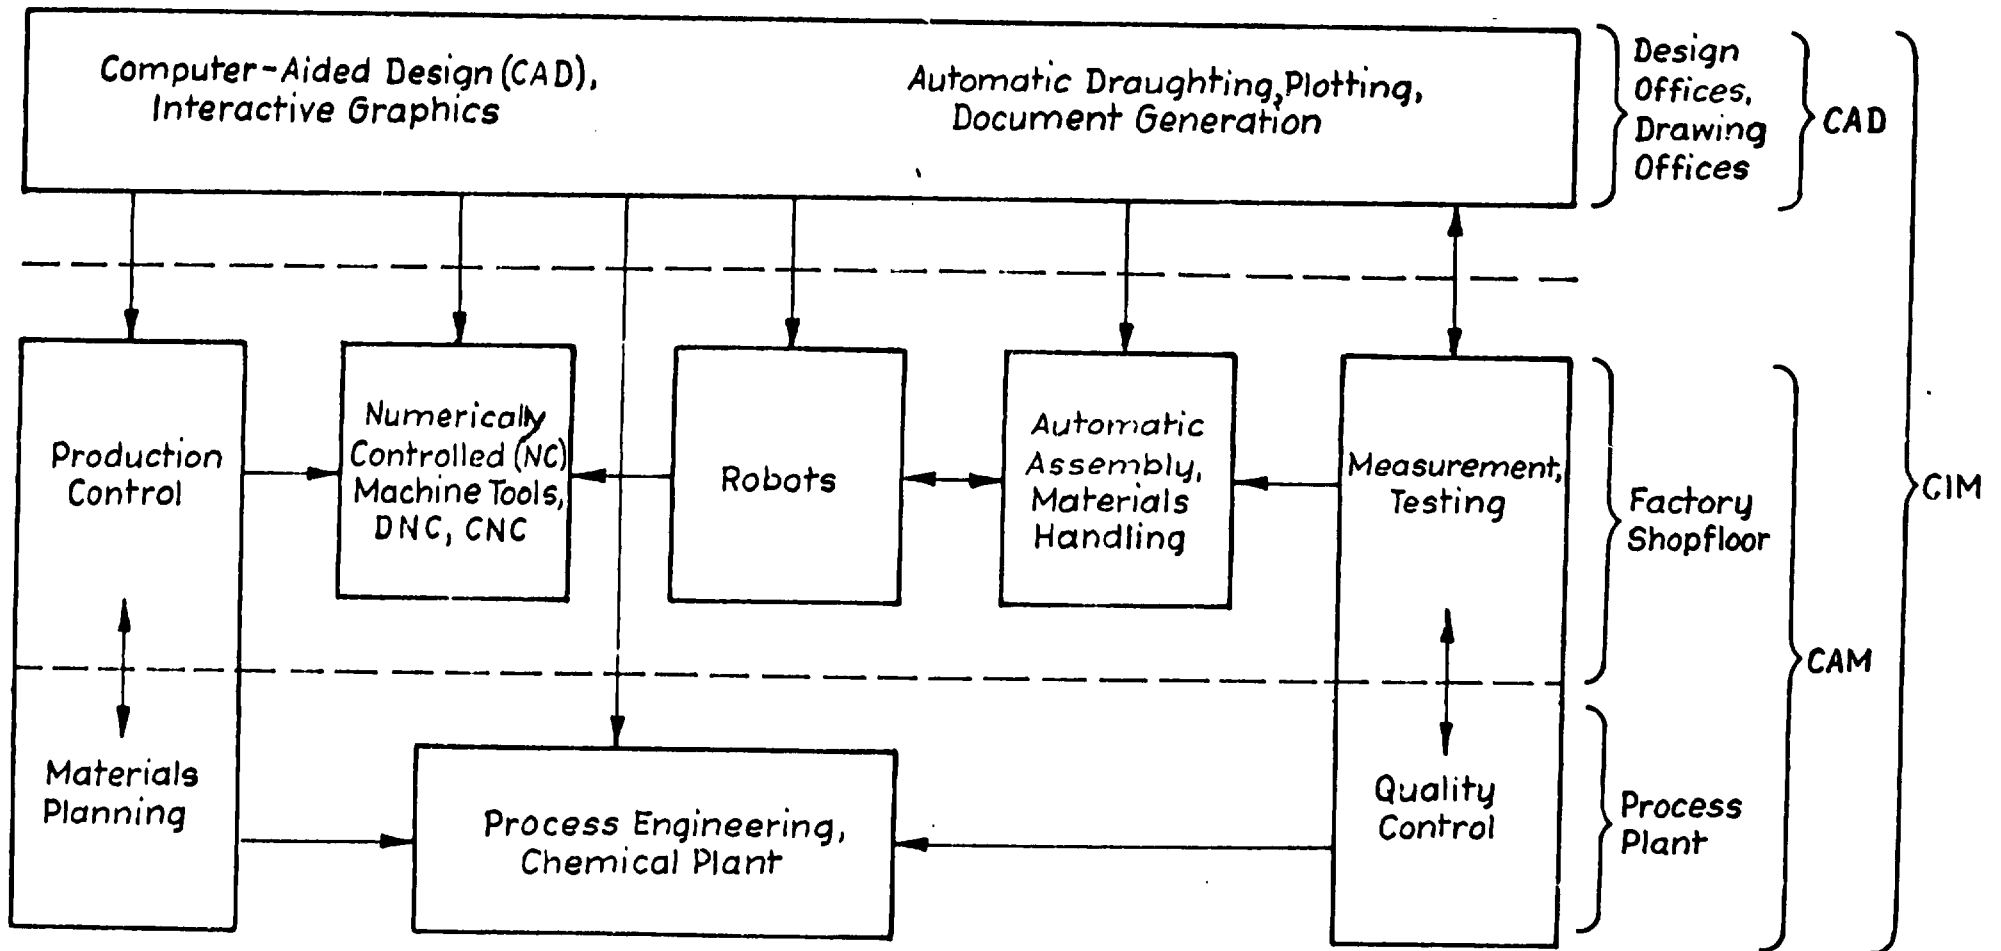 Computer-Aided Design (CAD),
Interactive Graphics
Automatic Draughting, Plotting,
Document Generation
Design
Offices,
Drawing
Offices
CAD
Production
Control
Numerically
Controlled (NC)
Machine Tools,
DNC, CNC
Robots
Automatic
Assembly,
Materials
Handling
Measurement,
Testing
Factory
Shopfloor
CIM
CAM
Materials
Planning
Process Engineering,
Chemical Plant
Quality
Control
Process
Plant